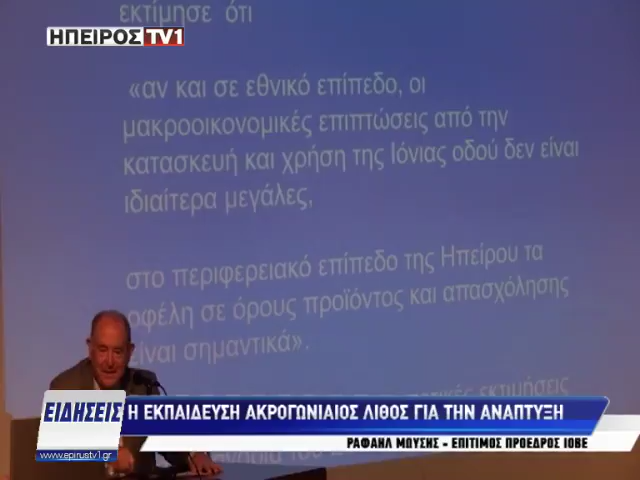 εκτίμησε ότι
ΗΠΕΙΡΟΣ TV1
«αν και σε εθνικό επίπεδο, οι
μακροοικονομικές επιπτώσεις από την
κατασκευή και χρήση της Ιόνιας οδού δεν είναι
ιδιαίτερα μεγάλες,
στο περιφερειακό επίπεδο της Ηπείρου τα
οφέλη σε όρους προϊόντος και απασχόλησης
είναι σημαντικά».
εκτιμήσεις
ΕΙΔΗΣΕΙΣ Η ΕΚΠΑΙΔΕΥΣΗ ΑΚΡΟΓΩΝΙΑΙΟΣ ΛΙΘΟΣ ΓΙΑ ΤΗΝ ΑΝΑΠΤΥΞΗ
ΡΑΦΑΗΛ ΜΩΥΣΗΣ - ΕΠΙΤΙΜΟΣ ΠΡΟΕΔΡΟΣ ΙΟΒΕ
www.epirustv1.gr